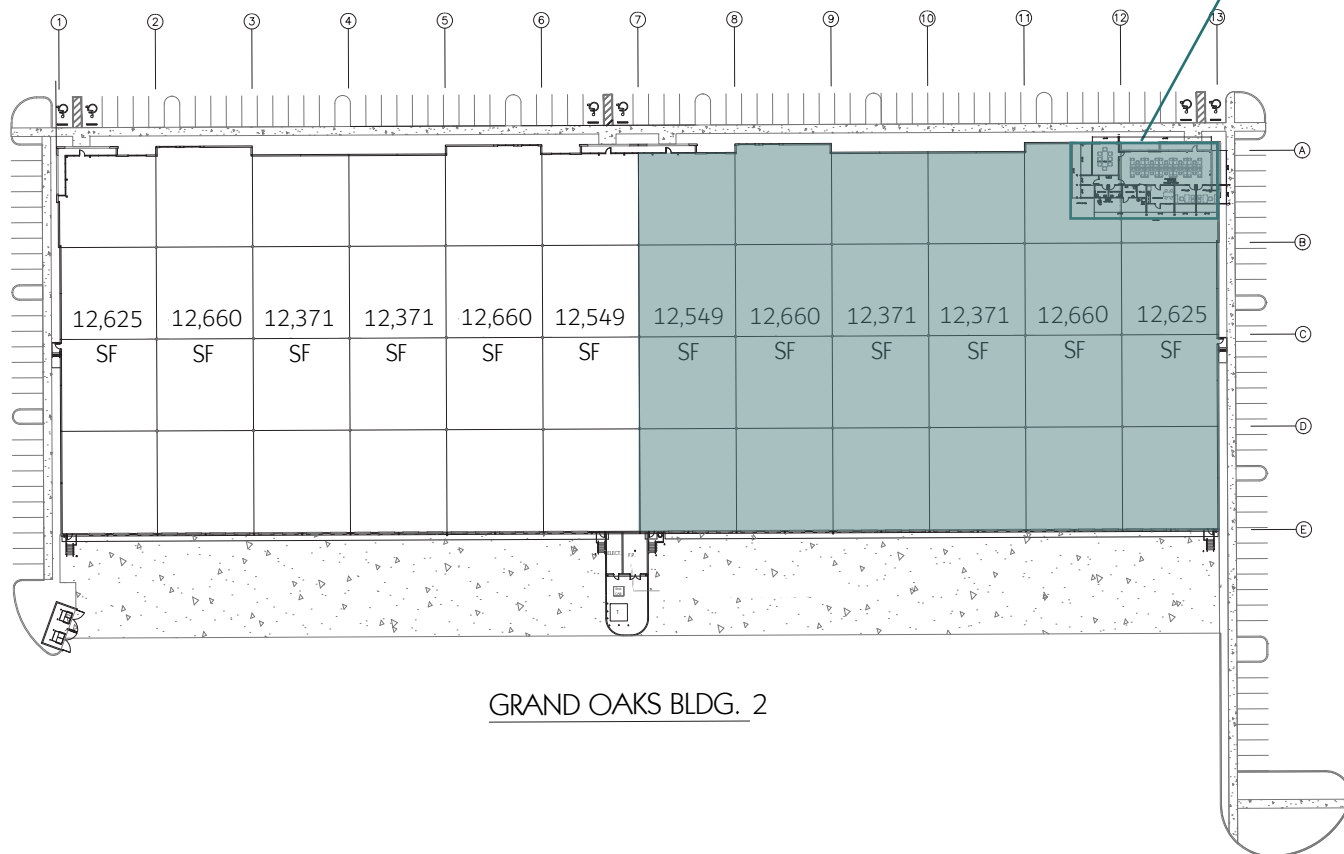 1 2 3 4 5 6 7 8 9 10 11 12 13
A
B
12,625 12,660 12,371 12,371 12,660 12,549 12,549 12,660 12,371 12,371 12,660 12,625
SF SF SF SF SF SF SF SF SF SF SF SF
C
D
E
T
GRAND OAKS BLDG. 2